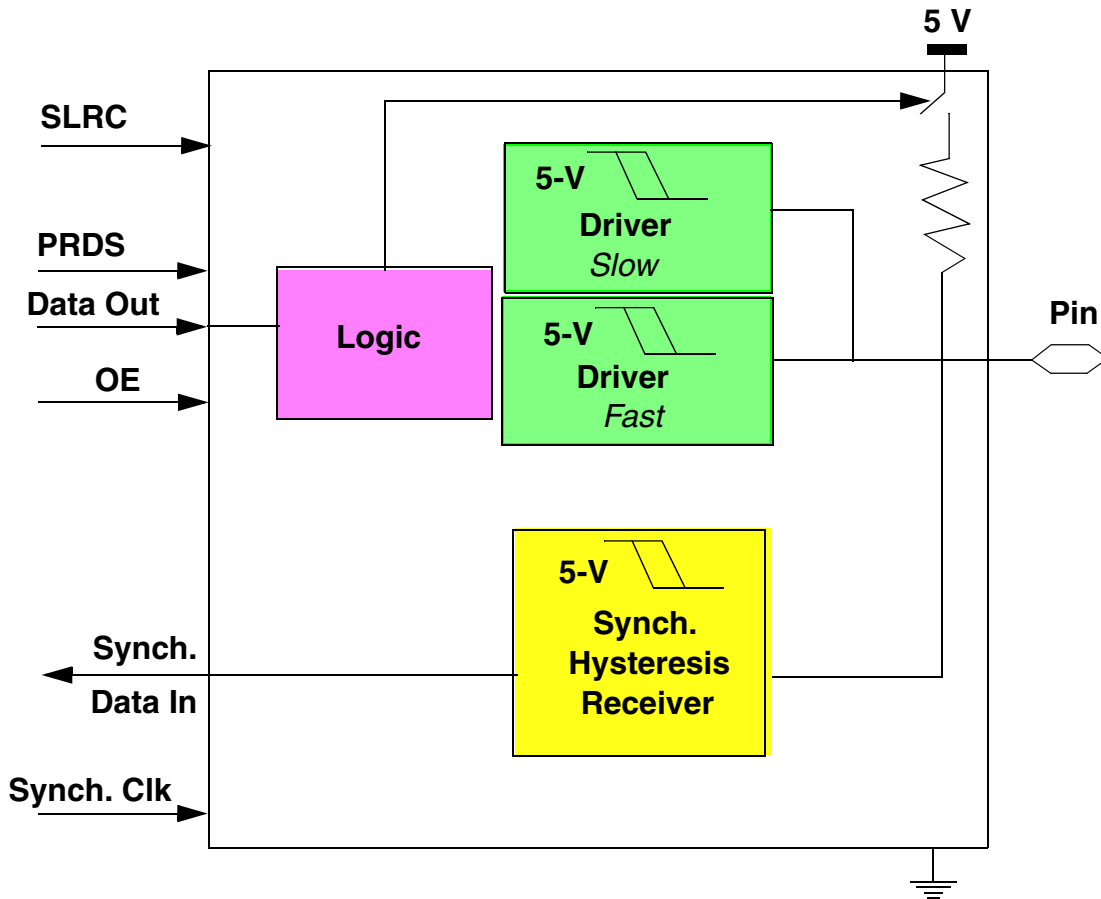 5 V
SLRC
5-V
Driver
Slow
PRDS
Data Out
Logic
5-V
Driver
Fast
Pin
OE
5-V
Synch.
Hysteresis
Receiver
Synch.
Data In
Synch. Clk